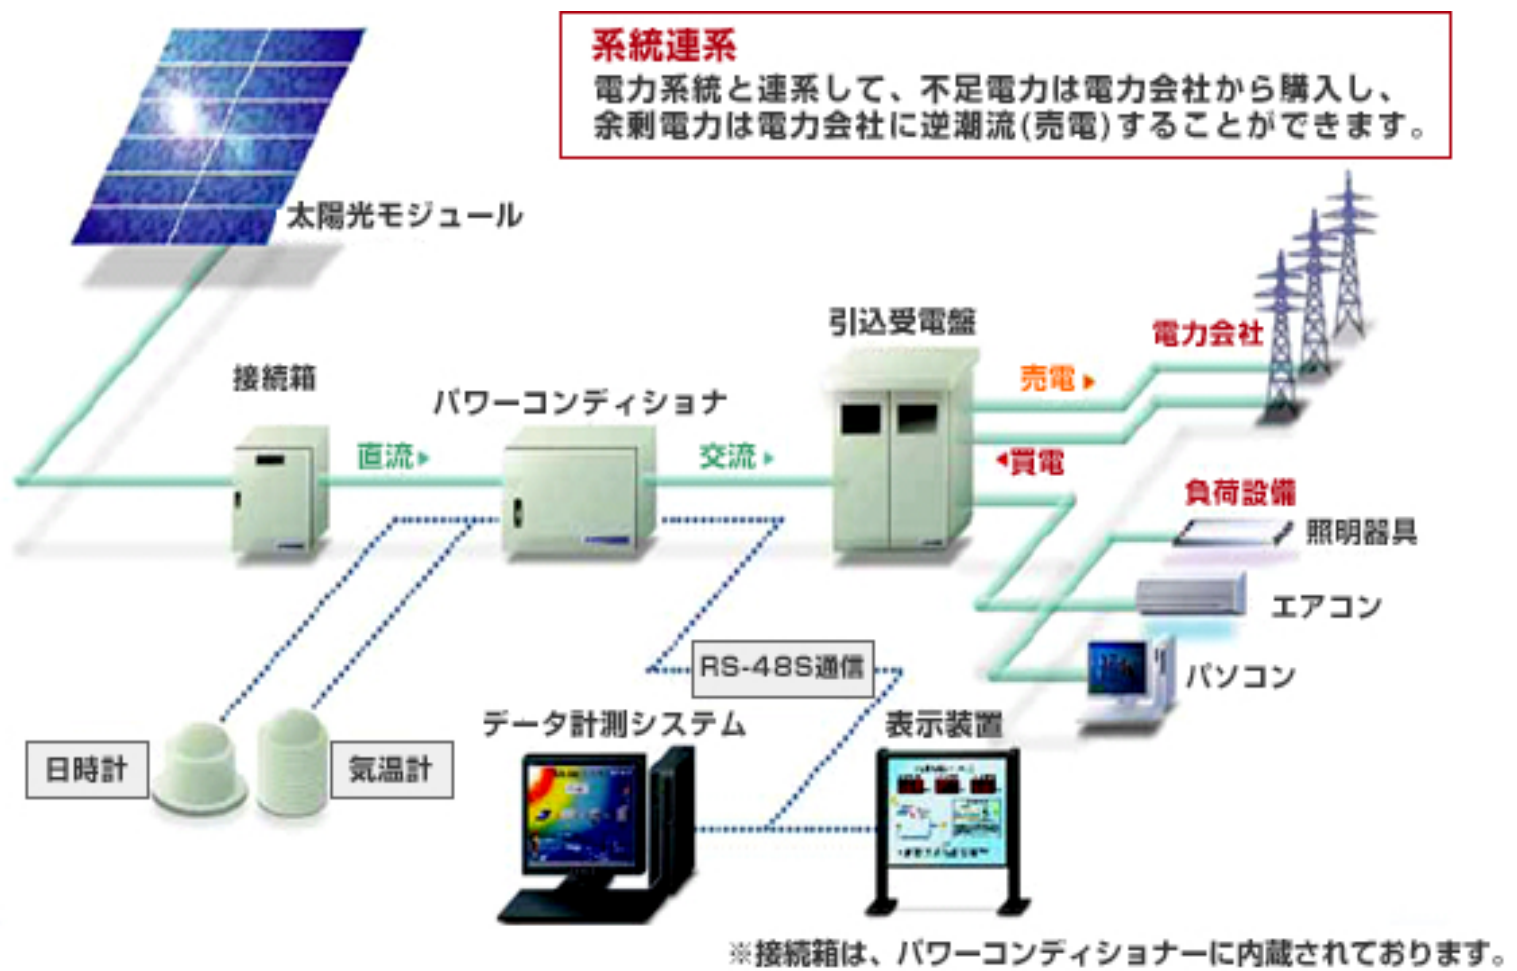 系統連系
電力系統と連系して、不足電力は電力会社から購入し、
余剰電力は電力会社に逆潮流(売電)することができます。
太陽光モジュール
引込受電盤
電力会社
接続箱
売電
パワーコンディショナ
直流
交流
買電
負荷設備
照明器具
エアコン
RS-48S通信
パソコン
データ計測システム
表示装置
日時計
気温計
※接続箱は、パワーコンディショナーに内蔵されております。